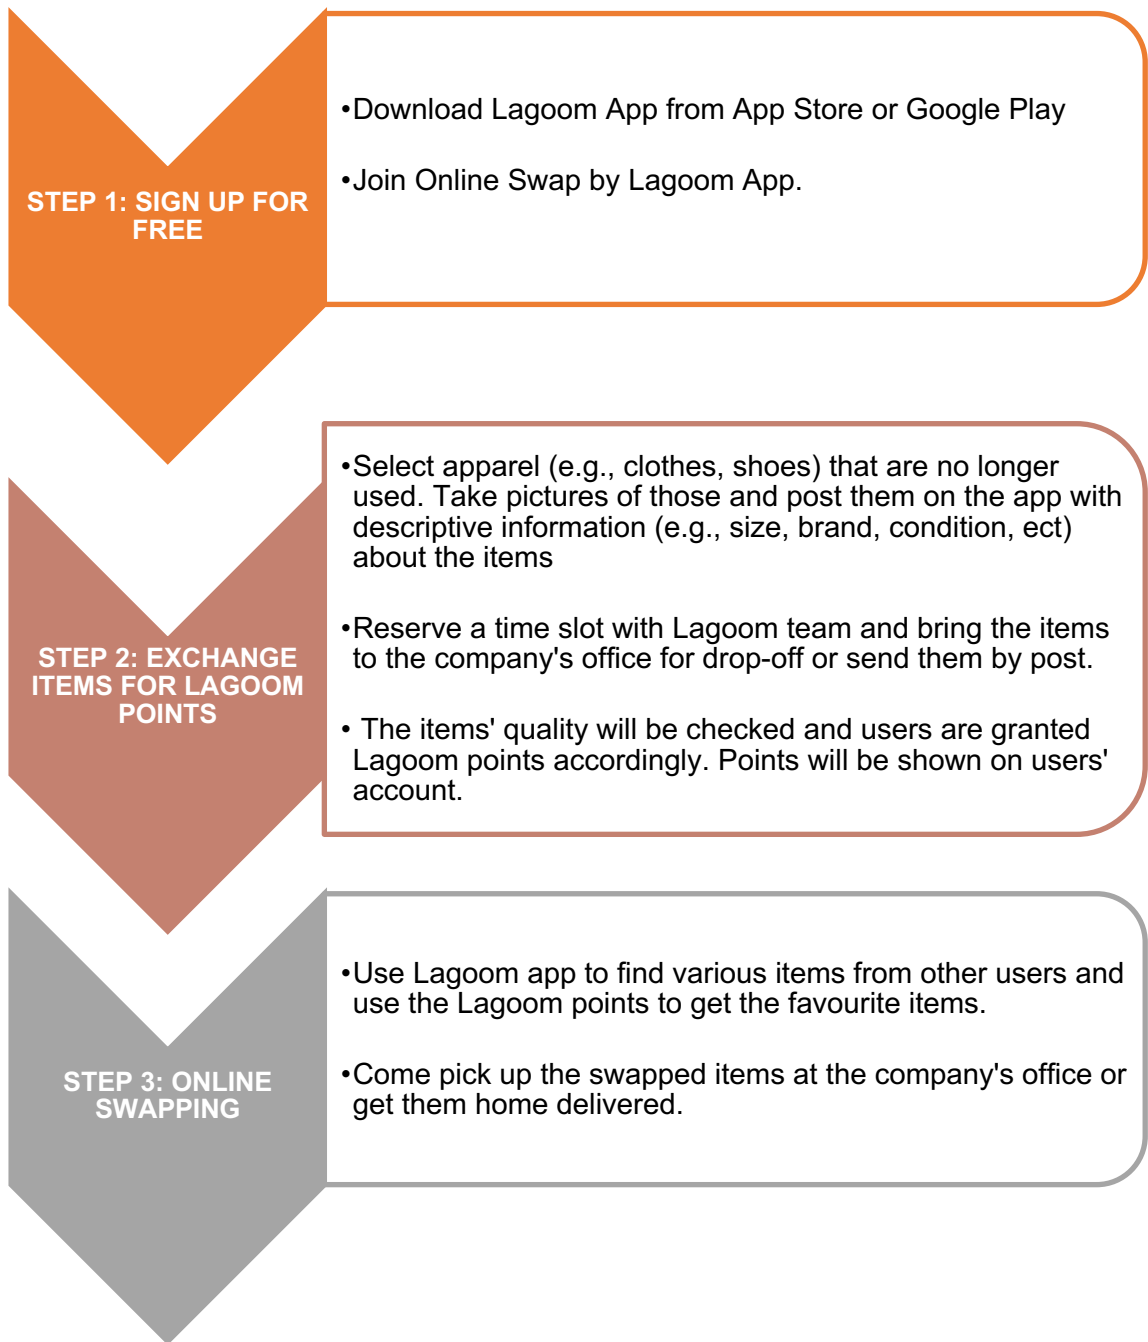 STEP 1: SIGN UP FOR
FREE
•Download Lagoom App from App Store or Google Play
•Join Online Swap by Lagoom App.
STEP 2: EXCHANGE
ITEMS FOR LAGOOM
POINTS
•Select apparel (e.g., clothes, shoes) that are no longer
used. Take pictures of those and post them on the app with
descriptive information (e.g., size, brand, condition, ect)
about the items
•Reserve a time slot with Lagoom team and bring the items
to the company's office for drop-off or send them by post.
• The items' quality will be checked and users are granted
Lagoom points accordingly. Points will be shown on users'
account.
STEP 3: ONLINE
SWAPPING
•Use Lagoom app to find various items from other users and
use the Lagoom points to get the favourite items.
•Come pick up the swapped items at the company's office or
get them home delivered.